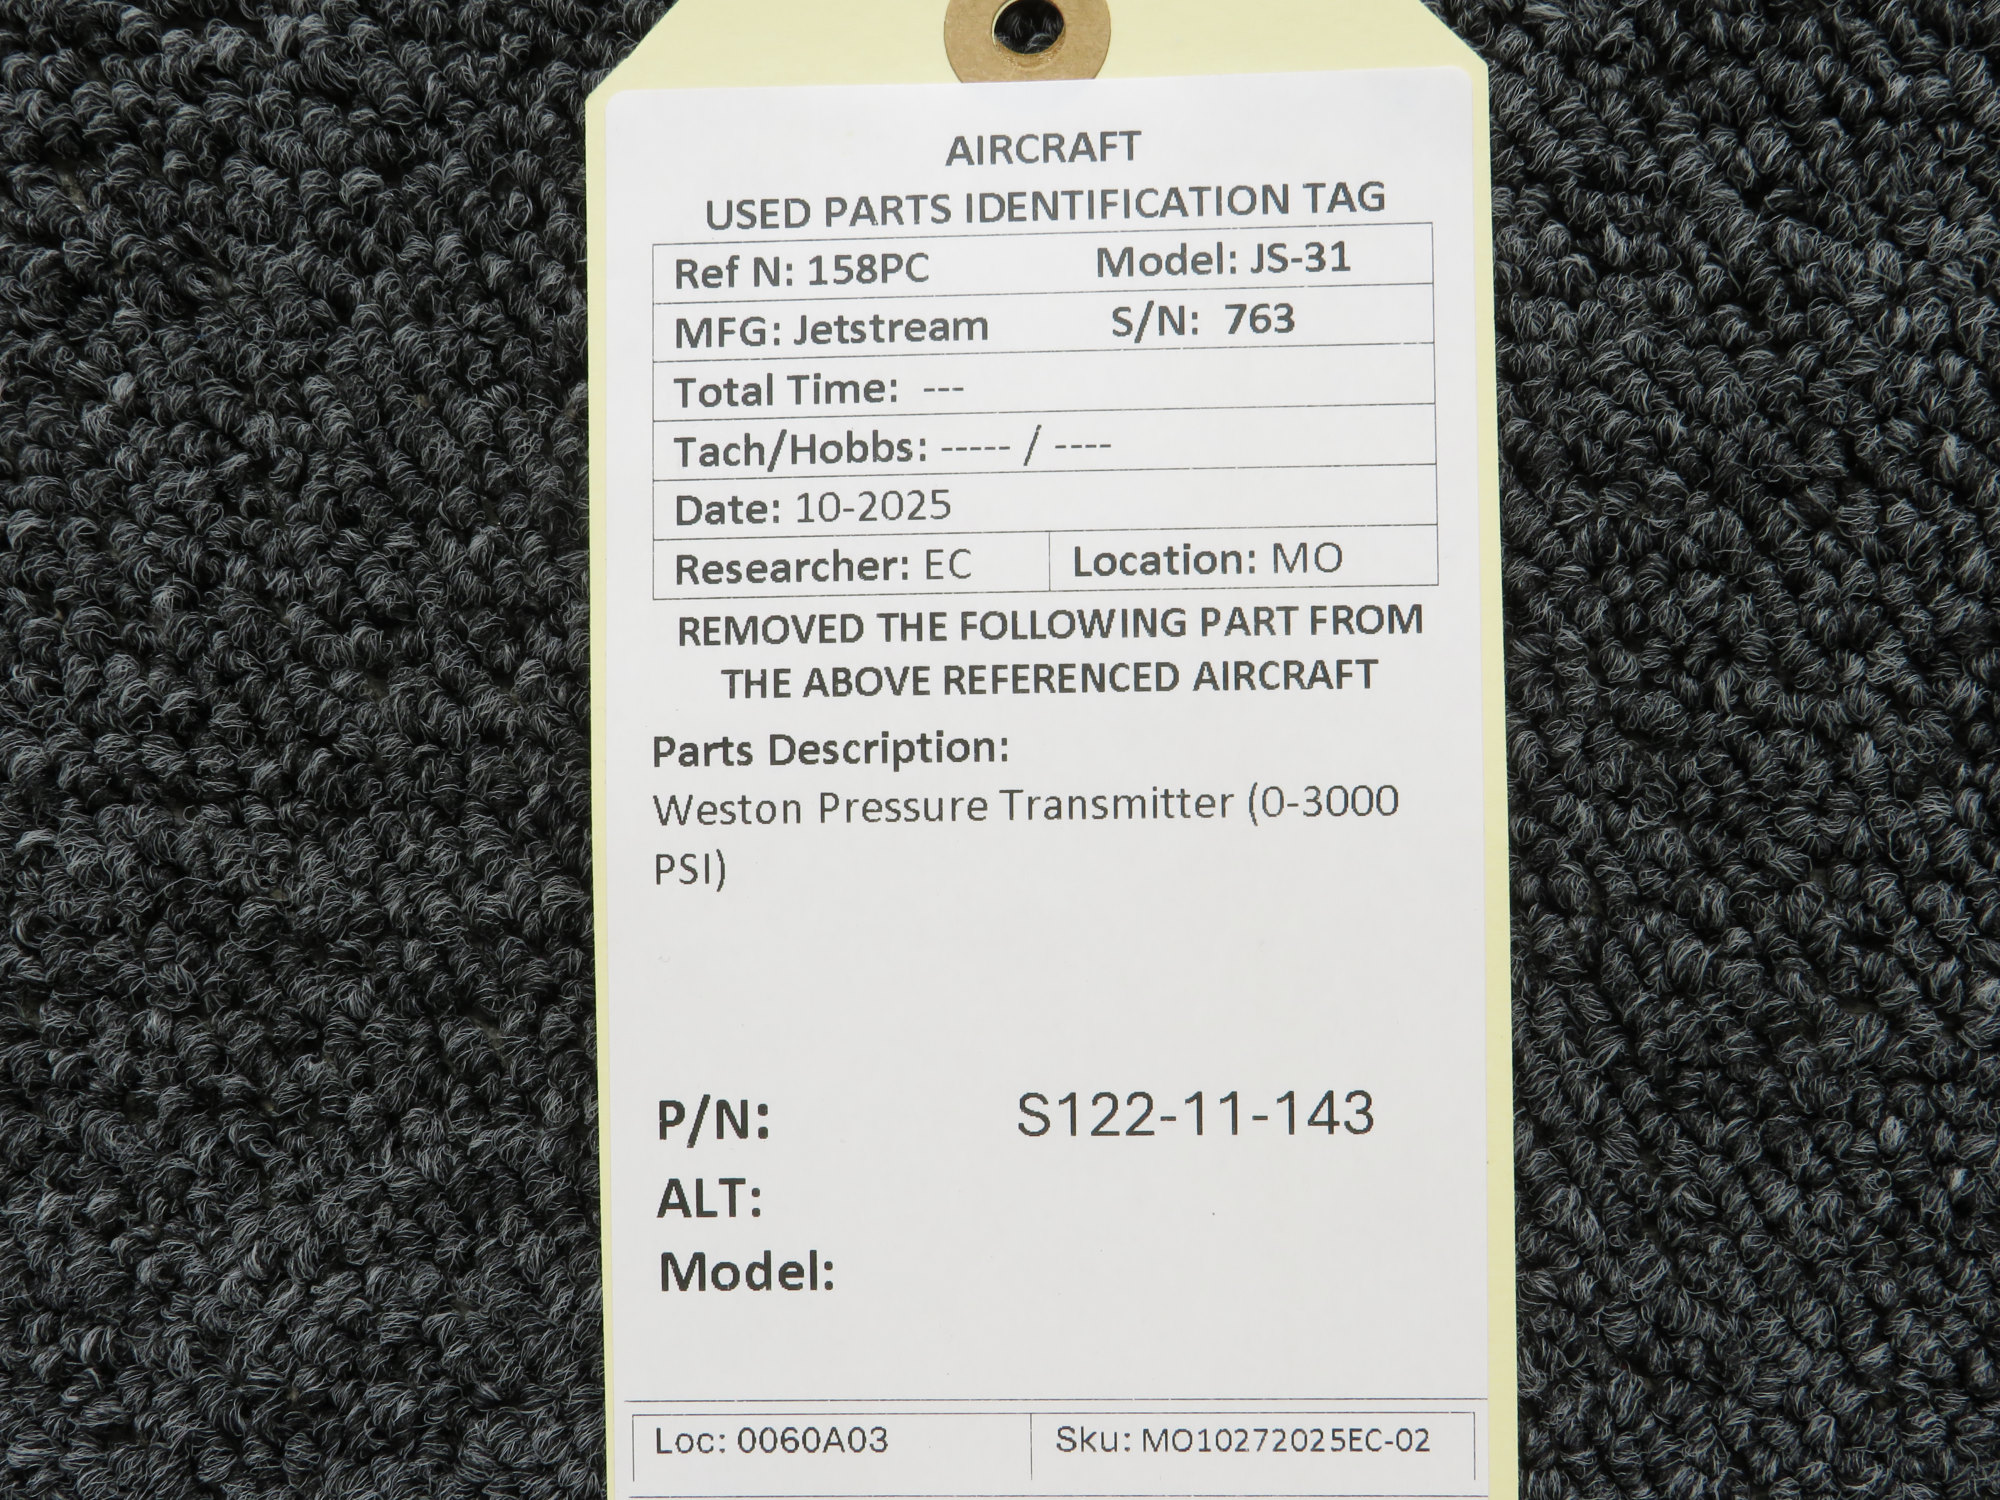 AIRCRAFT
USED PARTS IDENTIFICATION TAG
Ref N: 158PC Model: JS-31
MFG: Jetstream S/N: 763
Total Time: ---
Tach/Hobbs: ----- / ----
Date: 10-2025
Researcher: EC Location: MO
REMOVED THE FOLLOWING PART FROM
THE ABOVE REFERENCED AIRCRAFT
Parts Description:
Weston Pressure Transmitter (0-3000
PSI)
P/N: S122-11-143
ALT:
Model:
Loc: 0060A03 Sku: MO10272025EC-02